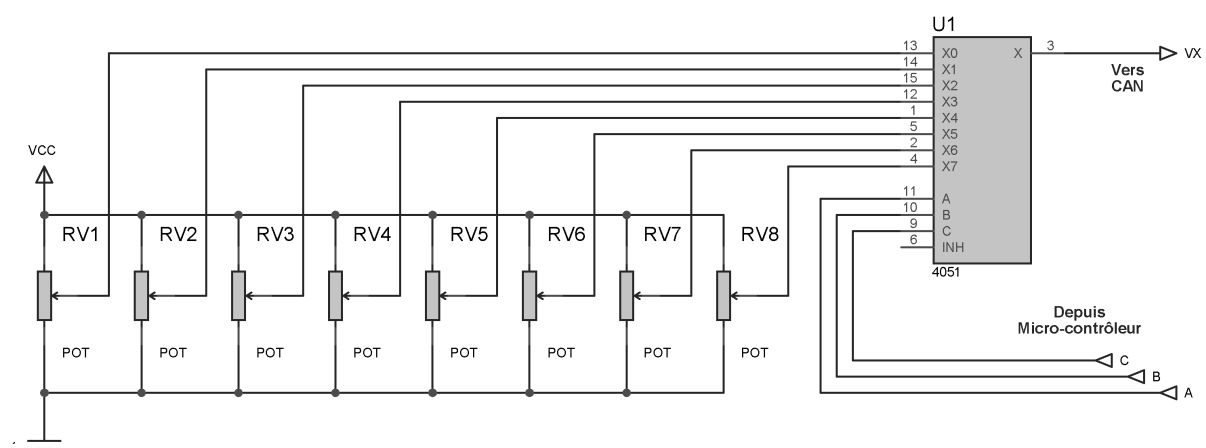 U1
13 X0 X 3 VX
14 X1
15 X2
12 X3
1 X4
5 X5
2 X6
4 X7
Vers
CAN
11 A
10 B
9 C
6 INH
4051
VCC
RV1 RV2 RV3 RV4 RV5 RV6 RV7 RV8
POT POT POT POT POT POT POT POT
Depuis
Micro-contrôleur
C
B
A